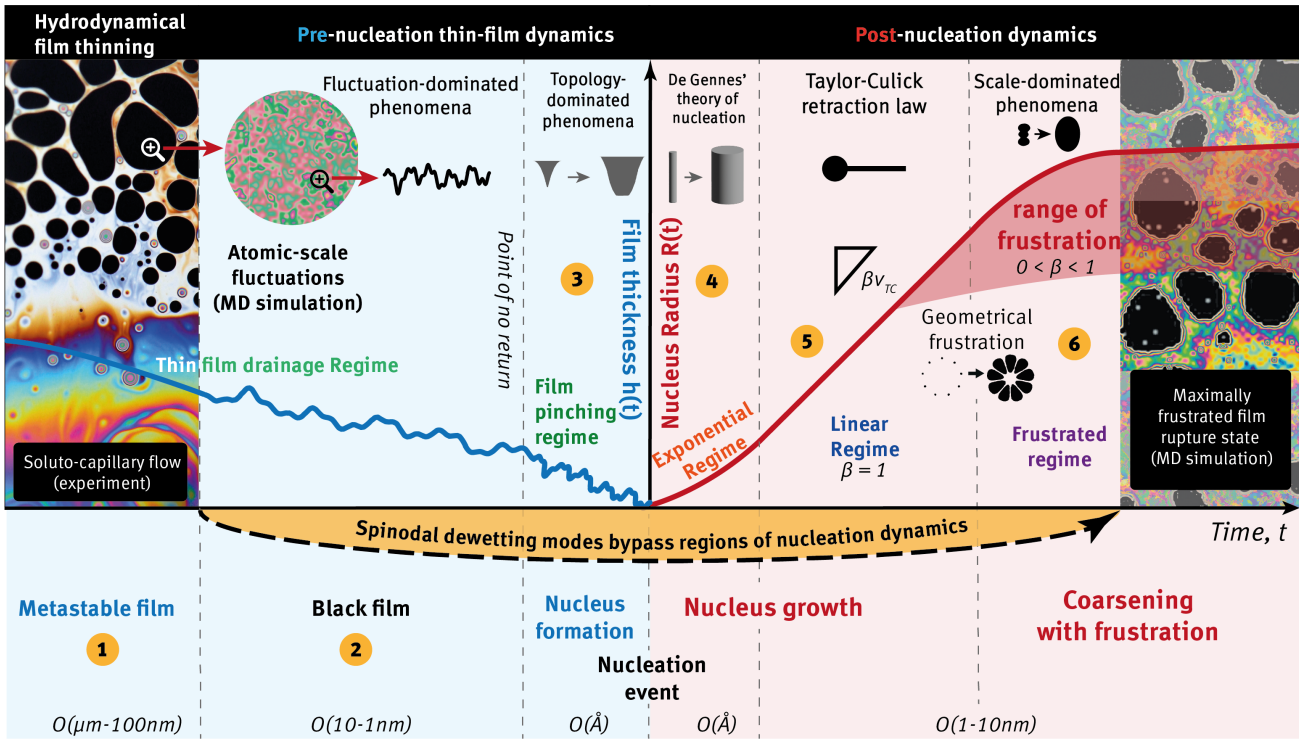 Hydrodynamical
film thinning
Pre-nucleation thin-film dynamics
Post-nucleation dynamics
Fluctuation-dominated
phenomena
Topology-
dominated
phenomena
De Gennes'
theory of
nucleation
Taylor-Culick
retraction law
Scale-dominated
phenomena
Atomic-scale
fluctuations
(MD simulation)
Point of no return
3
Film thickness h(t)
Nucleus Radius R(t)
4
βv_TC
range of
frustration
0 < β < 1
5
Geometrical
frustration
6
Thin film drainage Regime
Film
pinching
regime
Exponential
Regime
Linear
Regime
β = 1
Frustrated
regime
Maximally
frustrated film
rupture state
(MD simulation)
Soluto-capillary flow
(experiment)
Spinodal dewetting modes bypass regions of nucleation dynamics
Time, t
Metastable film
1
Black film
2
Nucleus
formation
Nucleation
event
Nucleus growth
Coarsening
with frustration
O(μm-100nm)
O(10-1nm)
O(Å)
O(Å)
O(1-10nm)